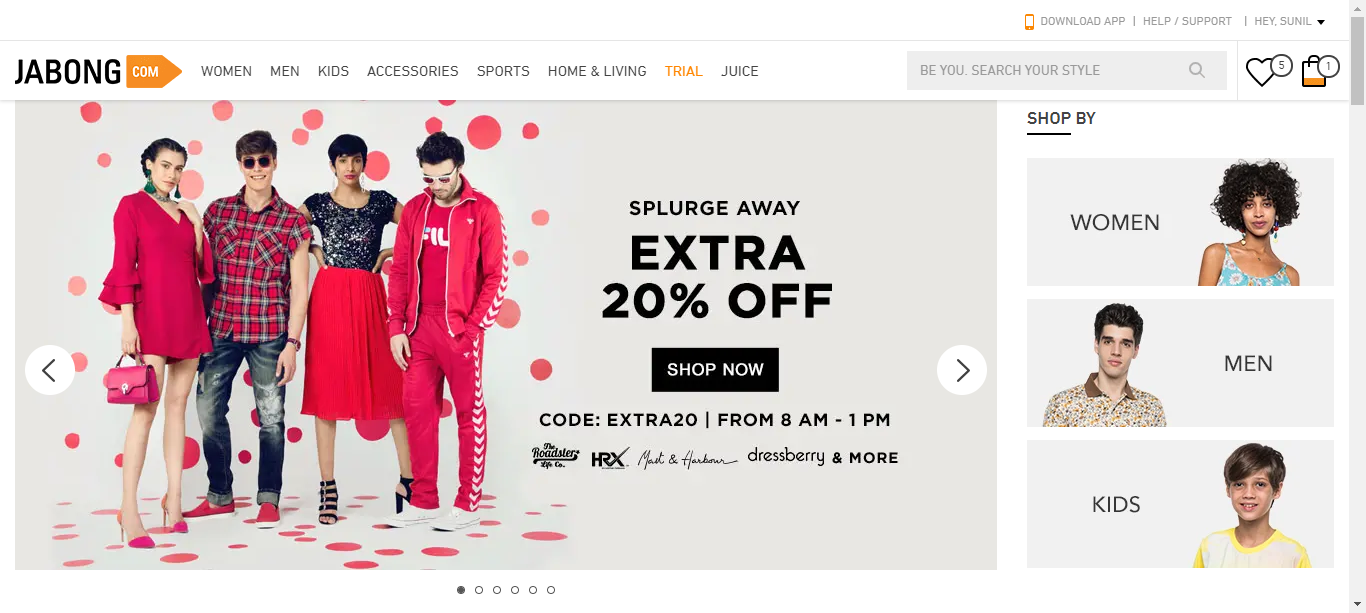 DOWNLOAD APP | HELP / SUPPORT | HEY, SUNIL
JABONG COM
WOMEN MEN KIDS ACCESSORIES SPORTS HOME & LIVING TRIAL JUICE
BE YOU. SEARCH YOUR STYLE
5
1
SPLURGE AWAY
EXTRA
20% OFF
SHOP NOW
CODE: EXTRA20 | FROM 8 AM - 1 PM
The Roadster Life Co. HRX Mast & Harbour dressberry & MORE
FILA
SHOP BY
WOMEN
MEN
KIDS